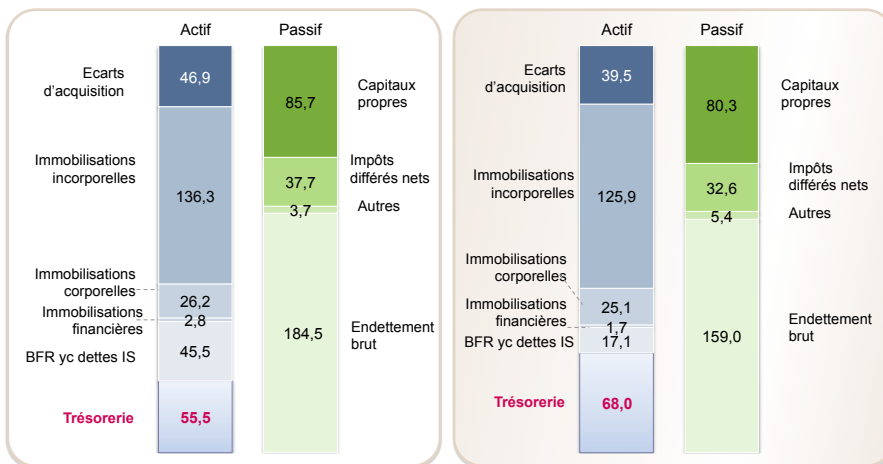 Actif
Passif
Ecarts
d'acquisition
46,9
85,7
Capitaux
propres
Immobilisations
incorporelles
136,3
37,7
Impôts
différés nets
3,7
Autres
Immobilisations
corporelles
26,2
Immobilisations
financières
2,8
BFR yc dettes IS
45,5
184,5
Endettement
brut
Trésorerie
55,5
Actif
Passif
Ecarts
d'acquisition
39,5
80,3
Capitaux
propres
Immobilisations
incorporelles
125,9
32,6
Impôts
différés nets
5,4
Autres
Immobilisations
corporelles
25,1
Immobilisations
financières
1,7
BFR yc dettes IS
17,1
159,0
Endettement
brut
Trésorerie
68,0